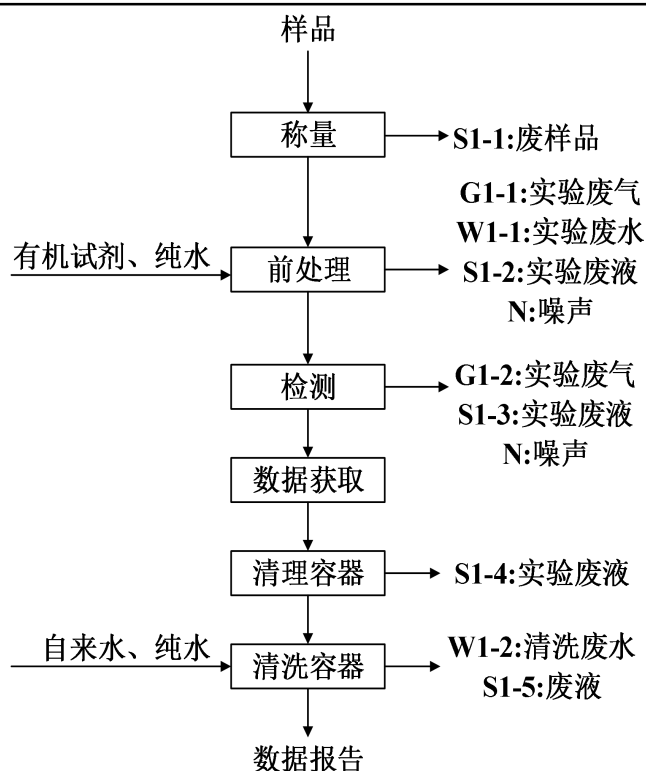 样品
称量
S1-1:废样品
G1-1:实验废气
W1-1:实验废水
有机试剂、纯水
前处理
S1-2:实验废液
N:噪声
检测
G1-2:实验废气
S1-3:实验废液
N:噪声
数据获取
清理容器
S1-4:实验废液
自来水、纯水
清洗容器
W1-2:清洗废水
S1-5:废液
数据报告